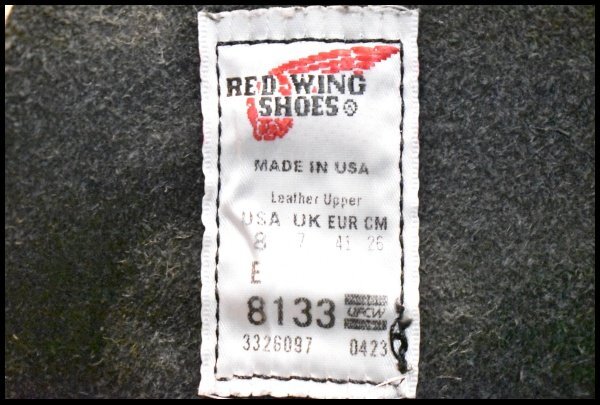 RED WING
SHOES®
MADE IN USA
Leather Upper
USA UK EUR CM
8 7 41 26
E
8133 UFCW
3326097 0423